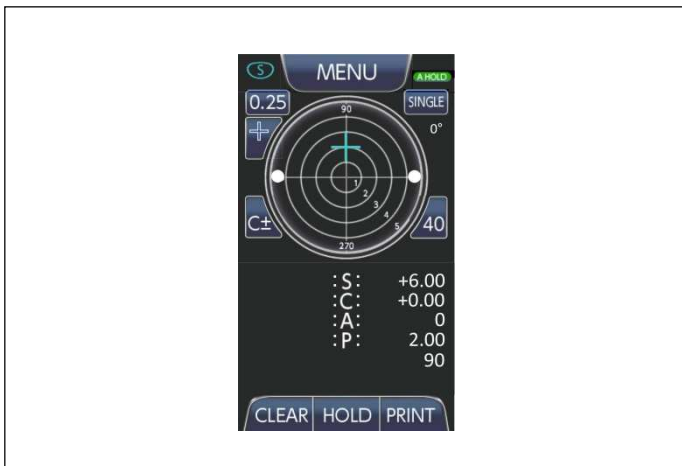 S MENU A HOLD
0.25 SINGLE
90
0°
1
2
3
4
5
C± 40
270
:S: +6.00
:C: +0.00
:A: 0
:P: 2.00
90
CLEAR HOLD PRINT